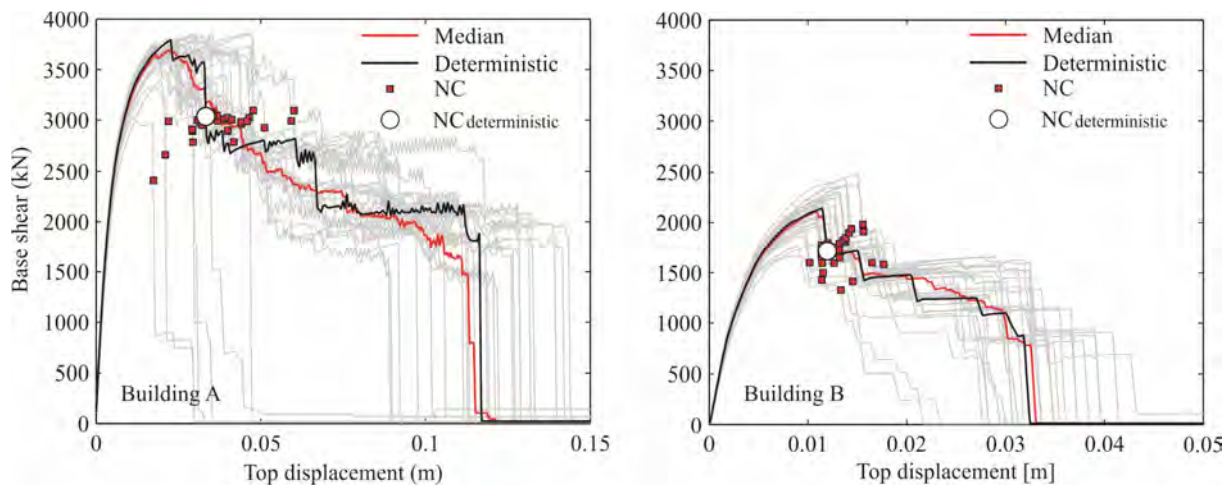 4000
3500
3000
2500
2000
1500
1000
500
0
Base shear (kN)
Median
Deterministic
NC
NCdeterministic
Building A
0 0.05 0.1 0.15
Top displacement (m)
4000
3500
3000
2500
2000
1500
1000
500
0
Median
Deterministic
NC
NCdeterministic
Building B
0 0.01 0.02 0.03 0.04 0.05
Top displacement [m]